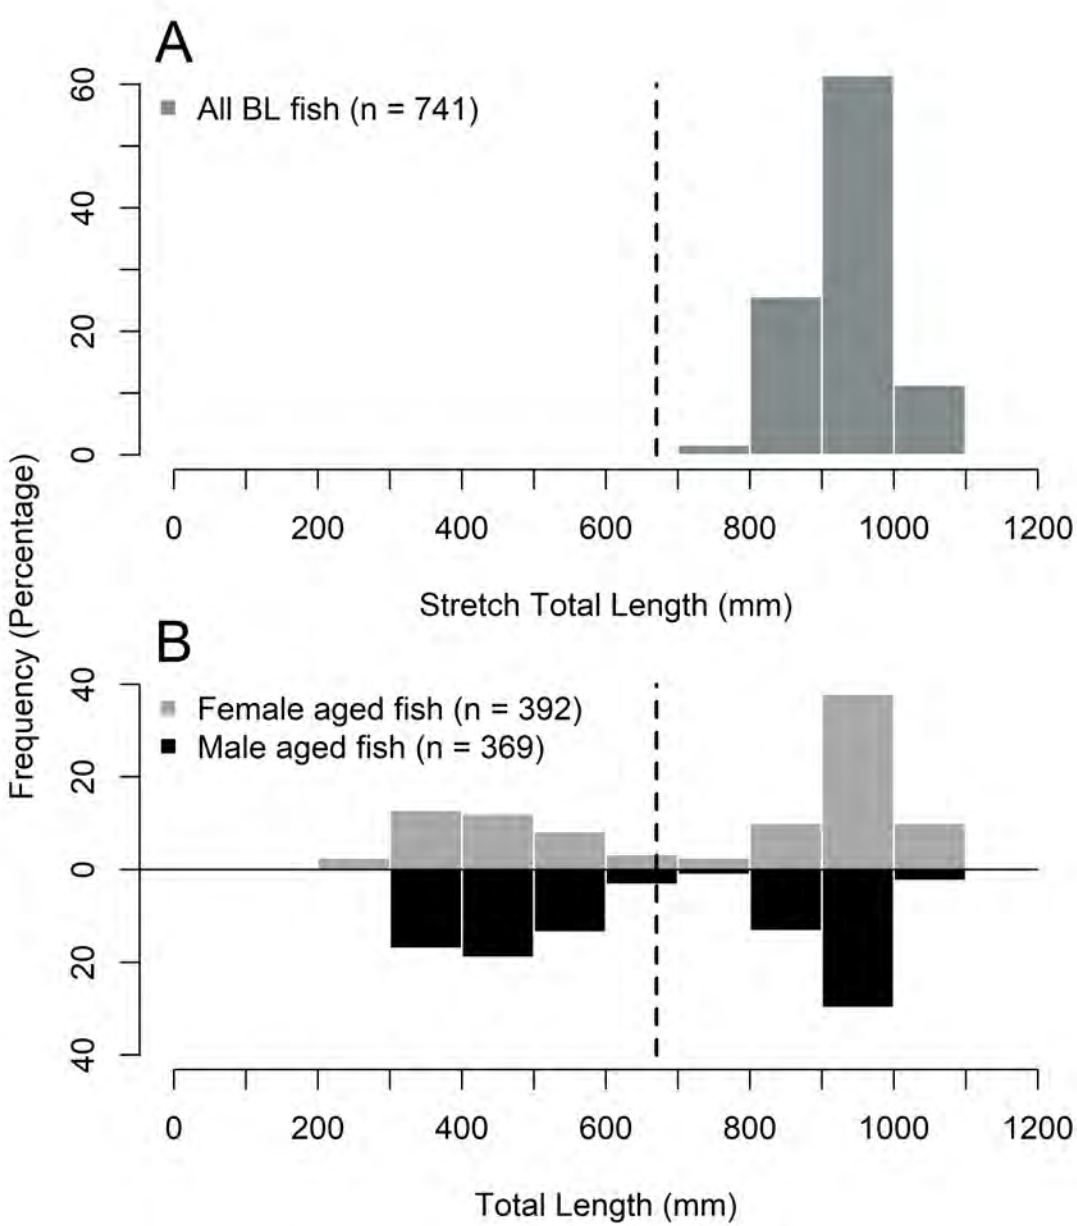 A
60
All BL fish (n = 741)
40
20
0
0 200 400 600 800 1000 1200
Stretch Total Length (mm)
Frequency (Percentage)
B
40
Female aged fish (n = 392)
Male aged fish (n = 369)
20
0
20
40
0 200 400 600 800 1000 1200
Total Length (mm)